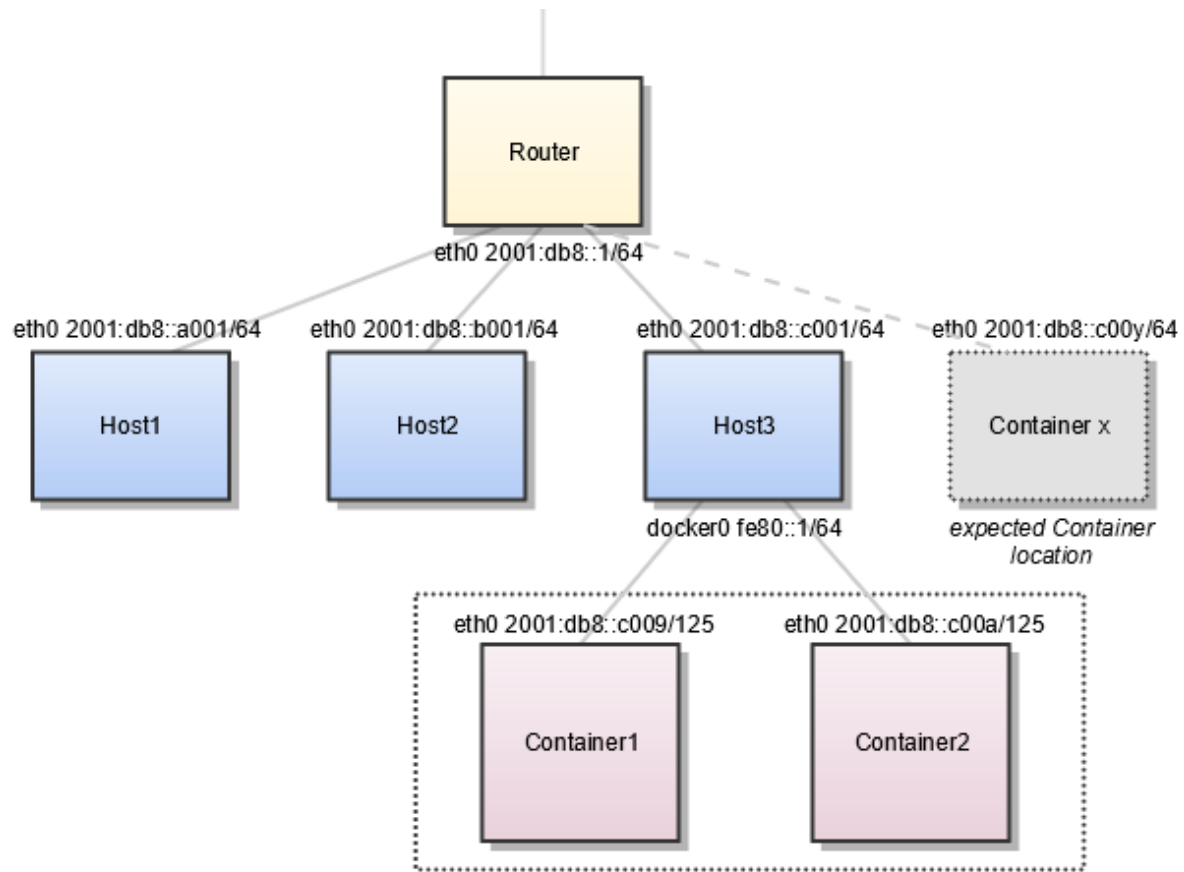 Router
eth0 2001:db8::1/64
eth0 2001:db8::a001/64
eth0 2001:db8::b001/64
eth0 2001:db8::c001/64
eth0 2001:db8::c00y/64
Host1
Host2
Host3
Container x
docker0 fe80::1/64
expected Container
location
eth0 2001:db8::c009/125
eth0 2001:db8::c00a/125
Container1
Container2